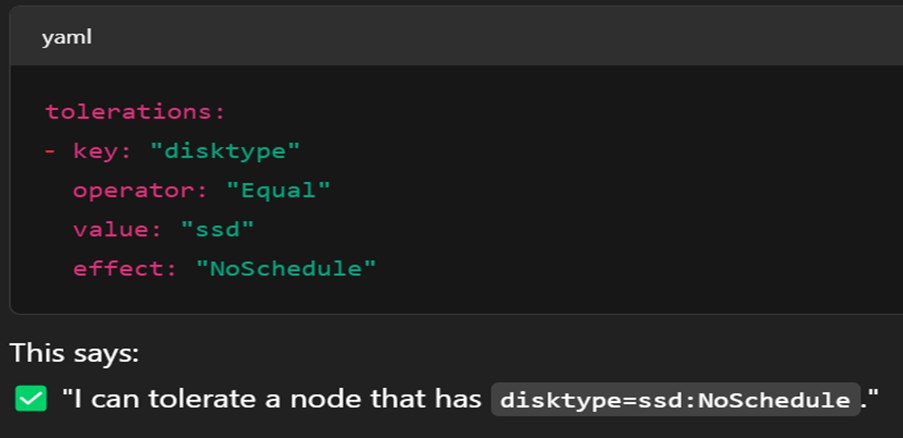 yaml
tolerations:
- key: "disktype"
operator: "Equal"
value: "ssd"
effect: "NoSchedule"
This says:
✅ "I can tolerate a node that has disktype=ssd:NoSchedule."